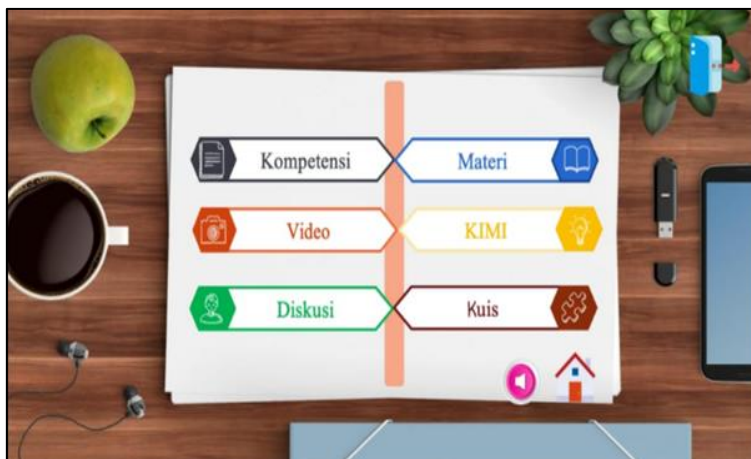 Kompetensi
Materi
Video
KIMI
Diskusi
Kuis